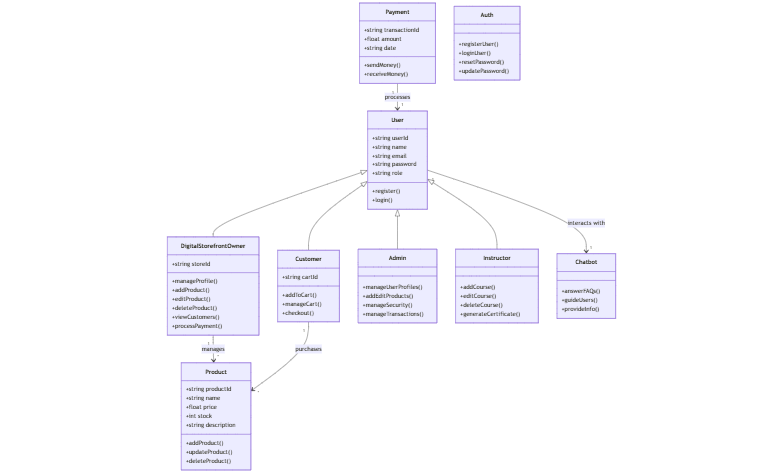 Payment
+string transactionId
+float amount
+string date
+sendMoney()
+receiveMoney()
Auth
+registerUser()
+loginUser()
+resetPassword()
+updatePassword()
processes
User
+string userId
+string name
+string email
+string password
+string role
+register()
+login()
interacts with
DigitalStorefrontOwner
+string storeId
+manageProfile()
+addProduct()
+editProduct()
+deleteProduct()
+viewCustomers()
+processPayment()
Customer
+string cartId
+addToCart()
+manageCart()
+checkout()
Admin
+manageUserProfiles()
+addEditProducts()
+manageSecurity()
+manageTransactions()
Instructor
+addCourse()
+editCourse()
+deleteCourse()
+generateCertificate()
Chatbot
+answerFAQs()
+guideUsers()
+provideInfo()
manages
purchases
Product
+string productId
+string name
+float price
+int stock
+string description
+addProduct()
+updateProduct()
+deleteProduct()